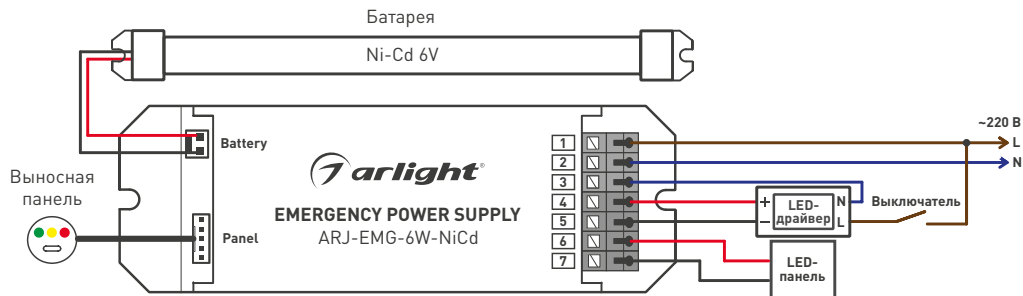 Батарея
Ni-Cd 6V
~220 В
L
N
Battery
1
2
3
4
5
6
7
arlight®
Выносная
панель
EMERGENCY POWER SUPPLY
ARJ-EMG-6W-NiCd
Panel
+
−
LED-
драйвер
N
L
Выключатель
LED-
панель